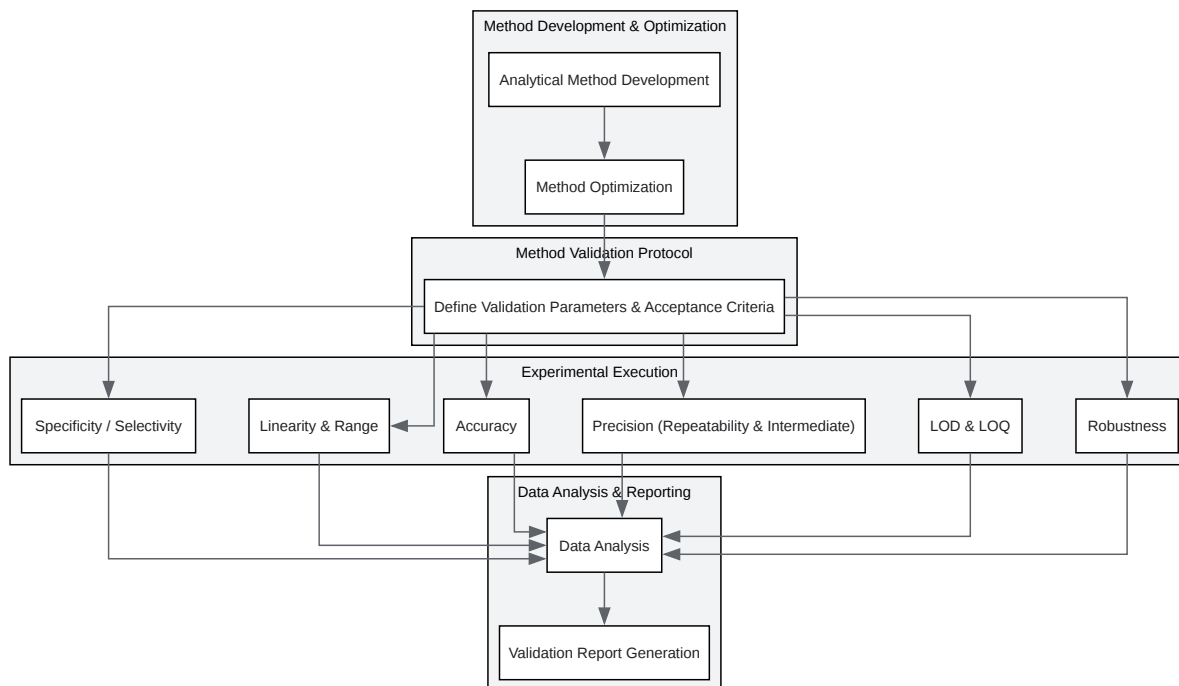 Method Development & Optimization
Analytical Method Development
Method Optimization
Method Validation Protocol
Define Validation Parameters & Acceptance Criteria
Experimental Execution
Specificity / Selectivity
Linearity & Range
Accuracy
Precision (Repeatability & Intermediate)
LOD & LOQ
Robustness
Data Analysis & Reporting
Data Analysis
Validation Report Generation